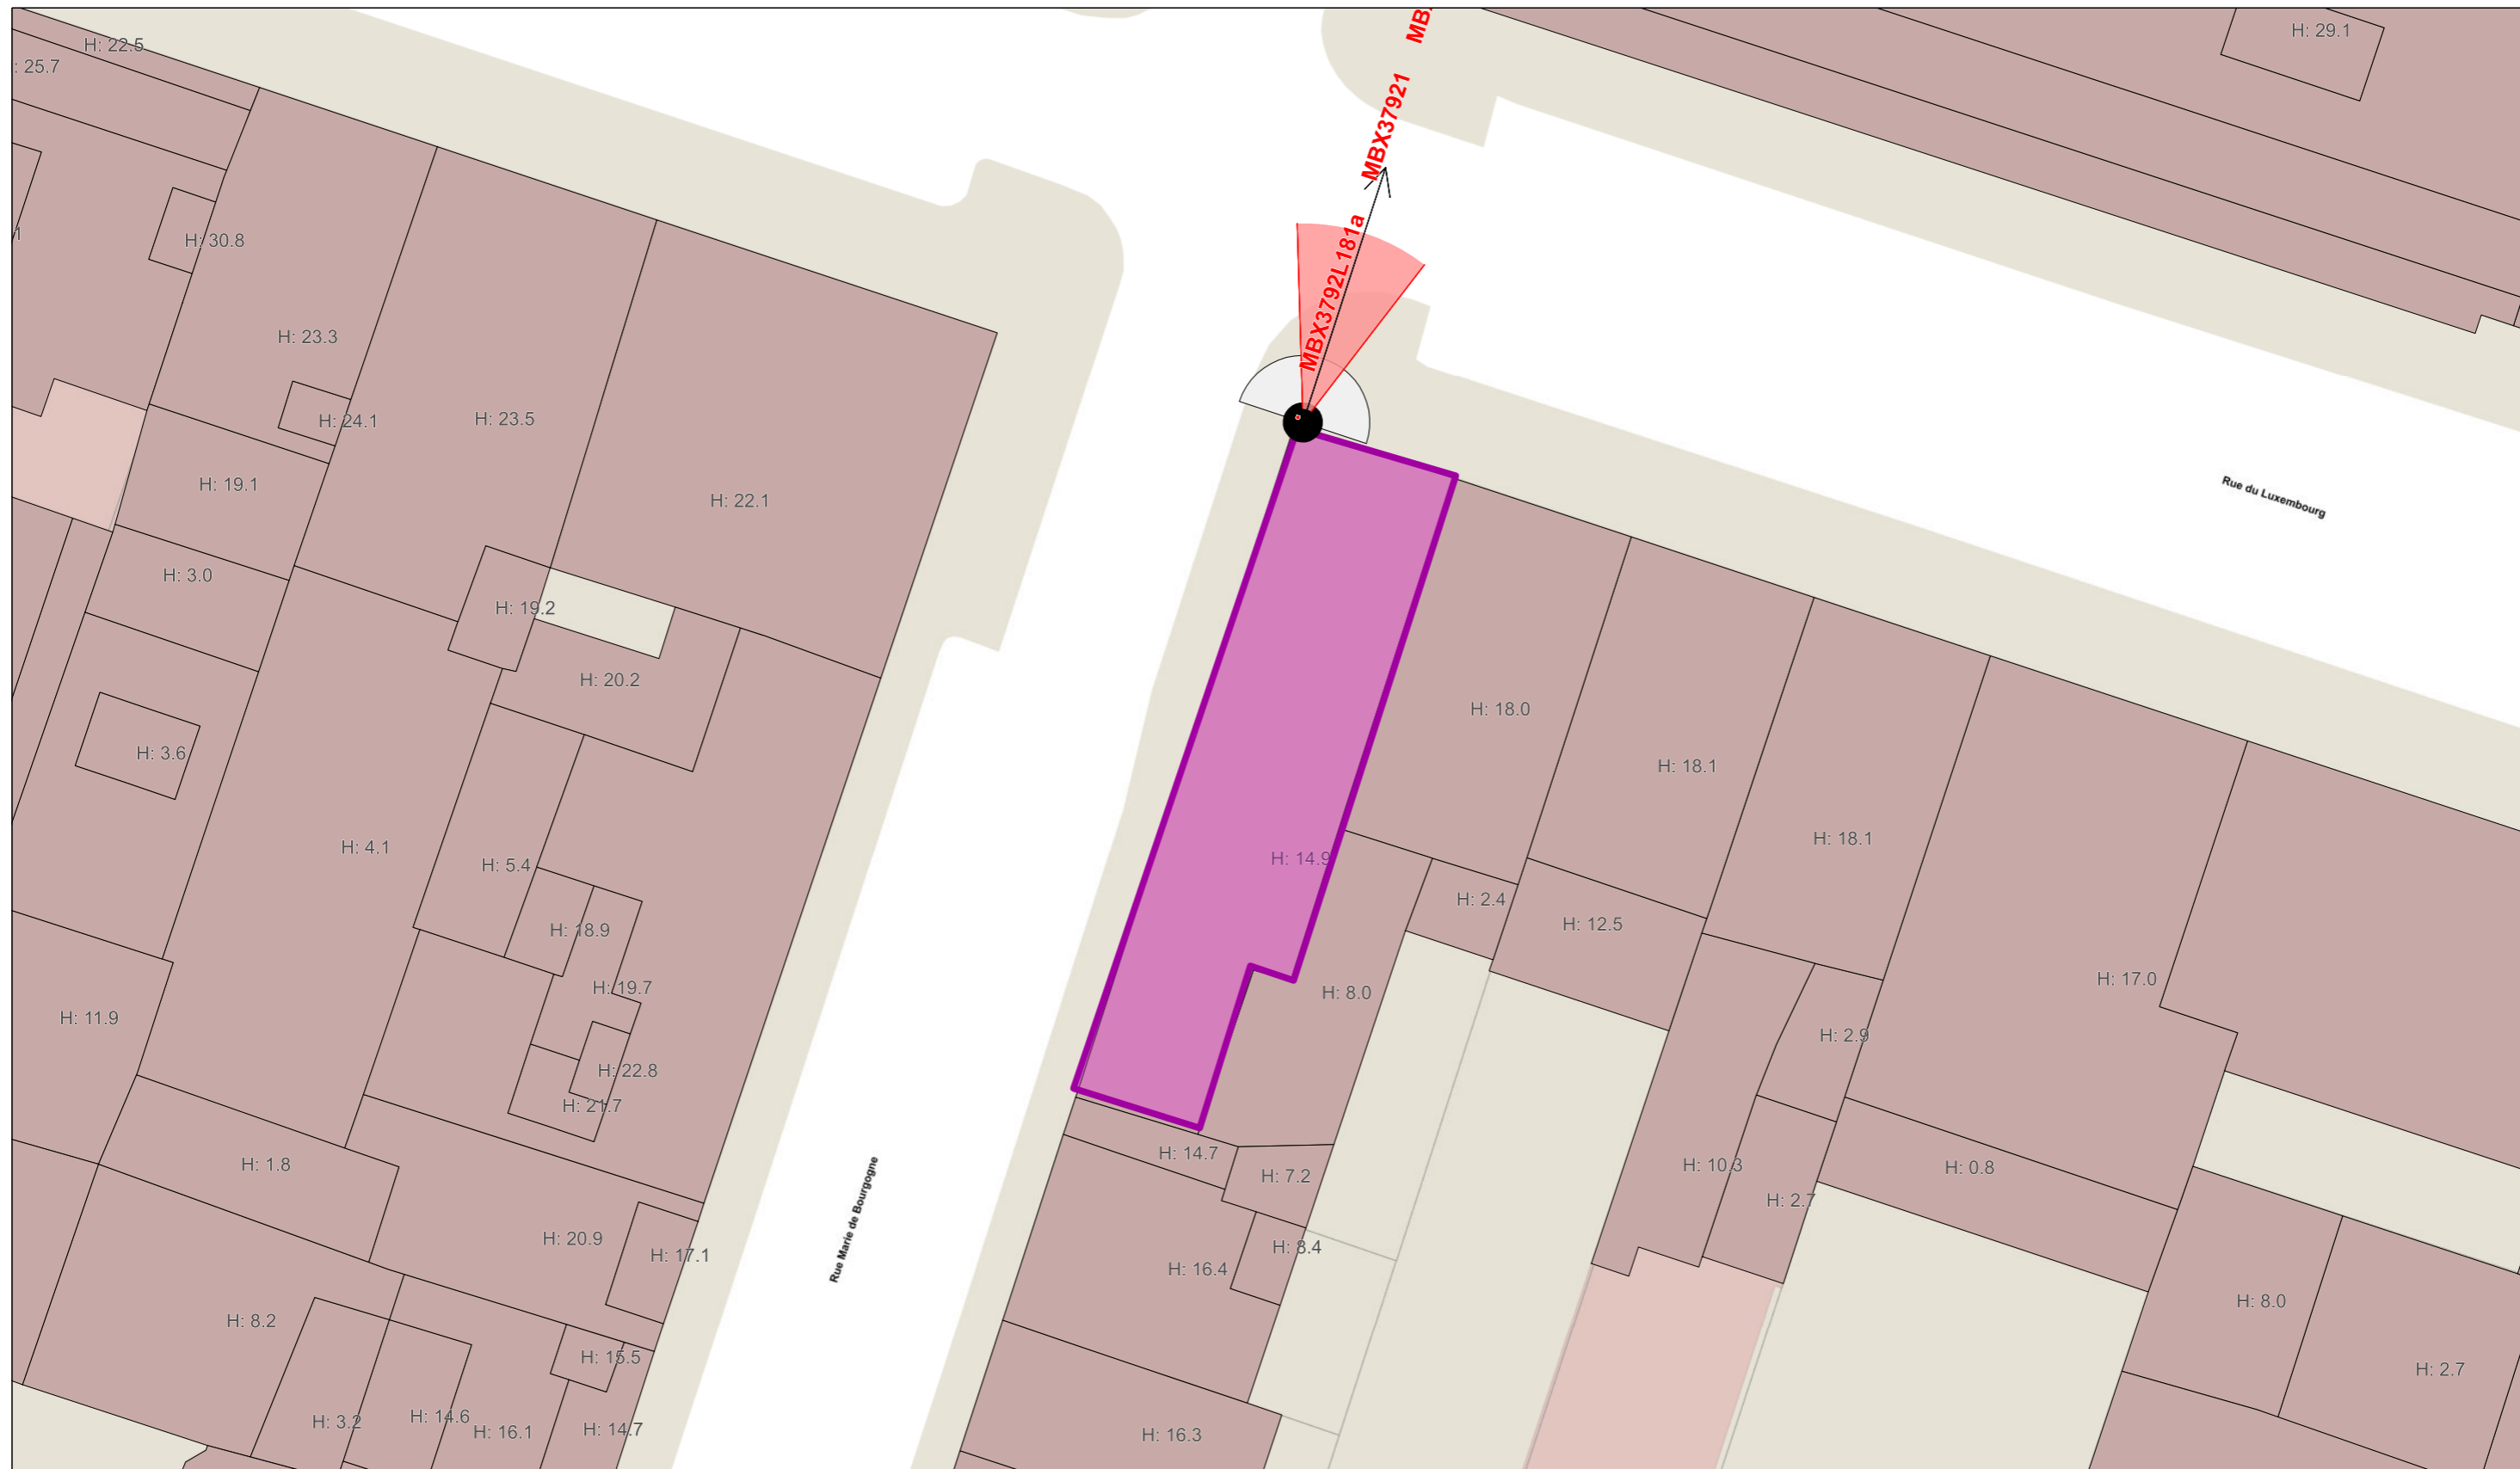 H: 22.5
: 25.7
H: 29.1
MBX37921
MBX3792L181a
H: 30.8
H: 23.3
H: 24.1
H: 23.5
H: 22.1
H: 19.1
H: 3.0
H: 19.2
H: 20.2
H: 3.6
H: 4.1
H: 5.4
H: 18.9
H: 19.7
H: 11.9
H: 22.8
H: 21.7
H: 1.8
H: 20.9
H: 17.1
H: 8.2
H: 15.5
H: 3.2
H: 14.6
H: 16.1
H: 14.7
Rue Marie de Bourgogne
Rue du Luxembourg
H: 18.0
H: 18.1
H: 18.1
H: 14.9
H: 2.4
H: 12.5
H: 17.0
H: 8.0
H: 2.9
H: 14.7
H: 7.2
H: 10.3
H: 0.8
H: 2.7
H: 8.4
H: 16.4
H: 8.0
H: 2.7
H: 16.3